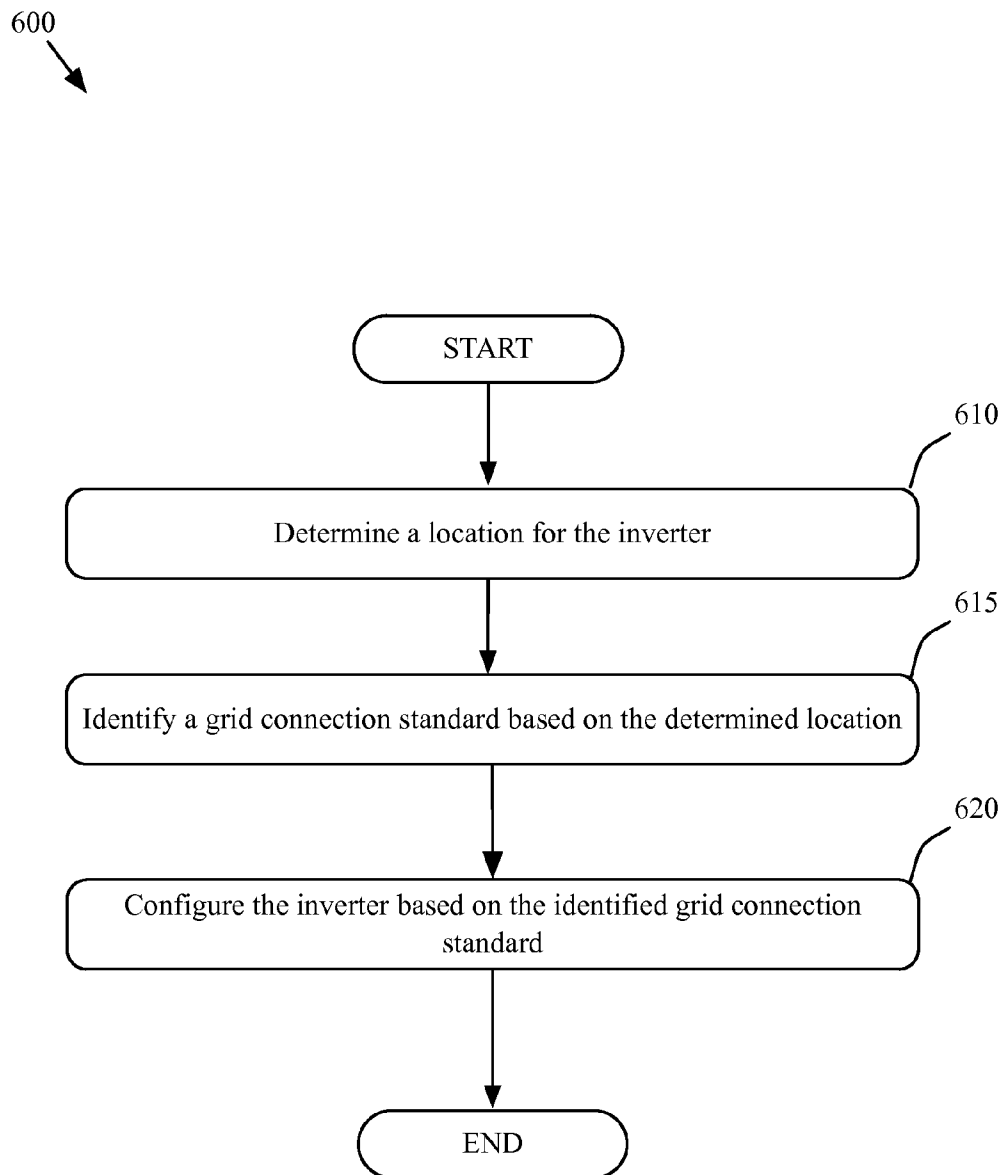 600
START
610
Determine a location for the inverter
615
Identify a grid connection standard based on the determined location
620
Configure the inverter based on the identified grid connection
standard
END